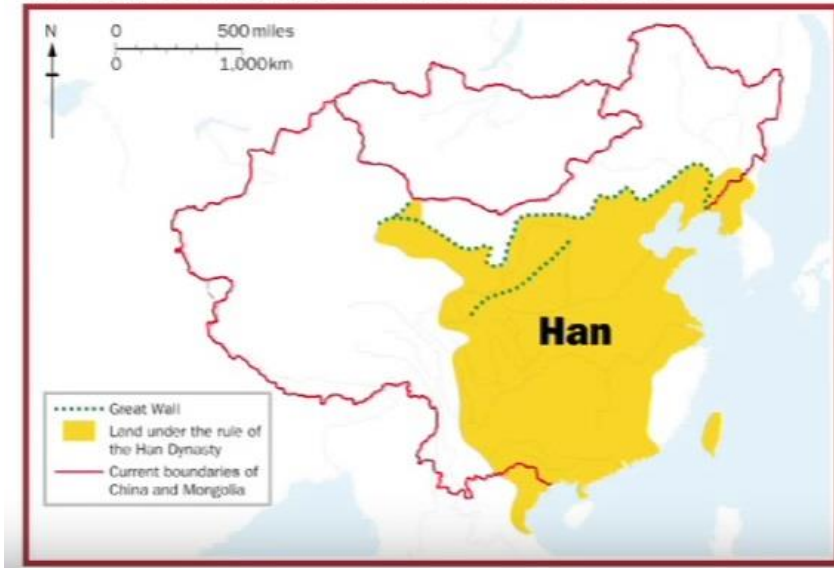 N 0 500 miles
0 1,000km
Han
Great Wall
Land under the rule of
the Han Dynasty
Current boundaries of
China and Mongolia